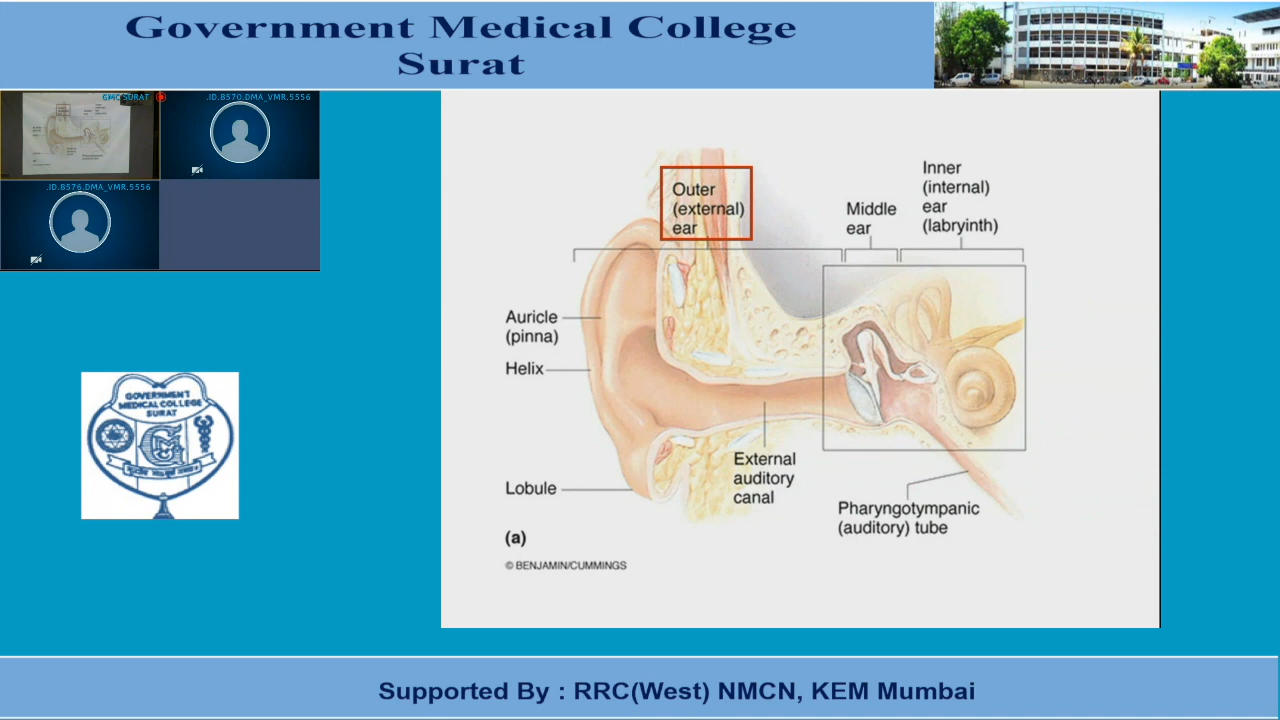 Government Medical College
Surat
GMC SURAT
.ID.8570.DMA_VMR.5556
.ID.8576.DMA_VMR.5556
Outer
(external)
ear
Middle
ear
Inner
(internal)
ear
(labryinth)
Auricle
(pinna)
Helix
Lobule
External
auditory
canal
Pharyngotympanic
(auditory) tube
(a)
© BENJAMIN/CUMMINGS
GOVERNMENT
MEDICAL COLLEGE
SURAT
Supported By : RRC(West) NMCN, KEM Mumbai